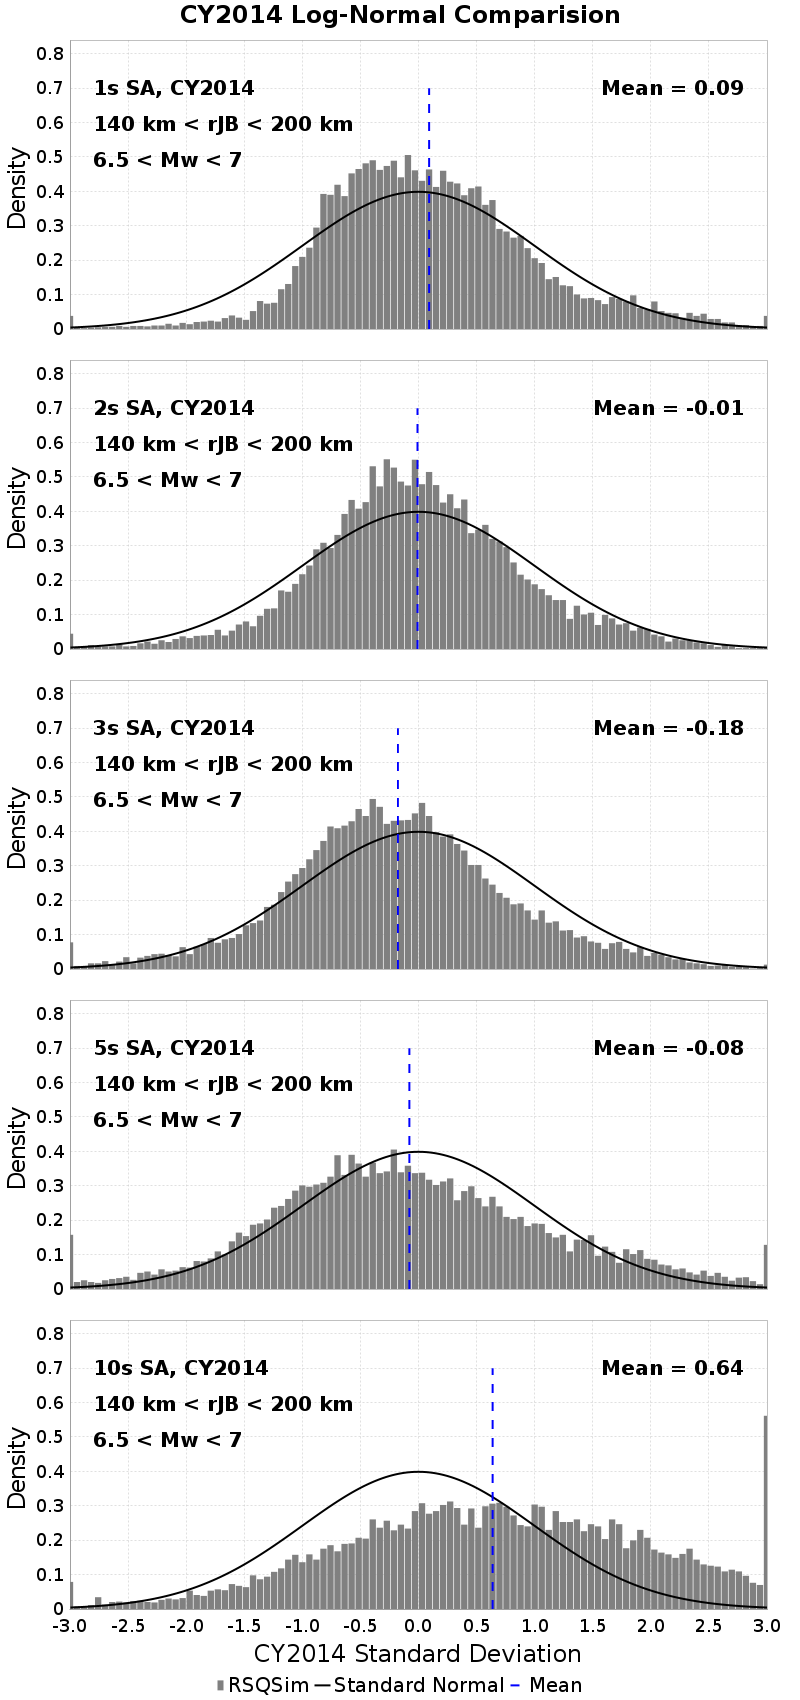 CY2014 Log-Normal Comparision
0.8
1s SA, CY2014 Mean = 0.09
0.7
140 km < rJB < 200 km
0.6
6.5 < Mw < 7
0.5
0.4
0.3
0.2
0.1
0
Density
0.8
2s SA, CY2014 Mean = -0.01
0.7
140 km < rJB < 200 km
0.6
6.5 < Mw < 7
0.5
0.4
0.3
0.2
0.1
0
Density
0.8
3s SA, CY2014 Mean = -0.18
0.7
140 km < rJB < 200 km
0.6
6.5 < Mw < 7
0.5
0.4
0.3
0.2
0.1
0
Density
0.8
5s SA, CY2014 Mean = -0.08
0.7
140 km < rJB < 200 km
0.6
6.5 < Mw < 7
0.5
0.4
0.3
0.2
0.1
0
Density
0.8
10s SA, CY2014 Mean = 0.64
0.7
140 km < rJB < 200 km
0.6
6.5 < Mw < 7
0.5
0.4
0.3
0.2
0.1
0
Density
-3.0 -2.5 -2.0 -1.5 -1.0 -0.5 0.0 0.5 1.0 1.5 2.0 2.5 3.0
CY2014 Standard Deviation
RSQSim Standard Normal Mean